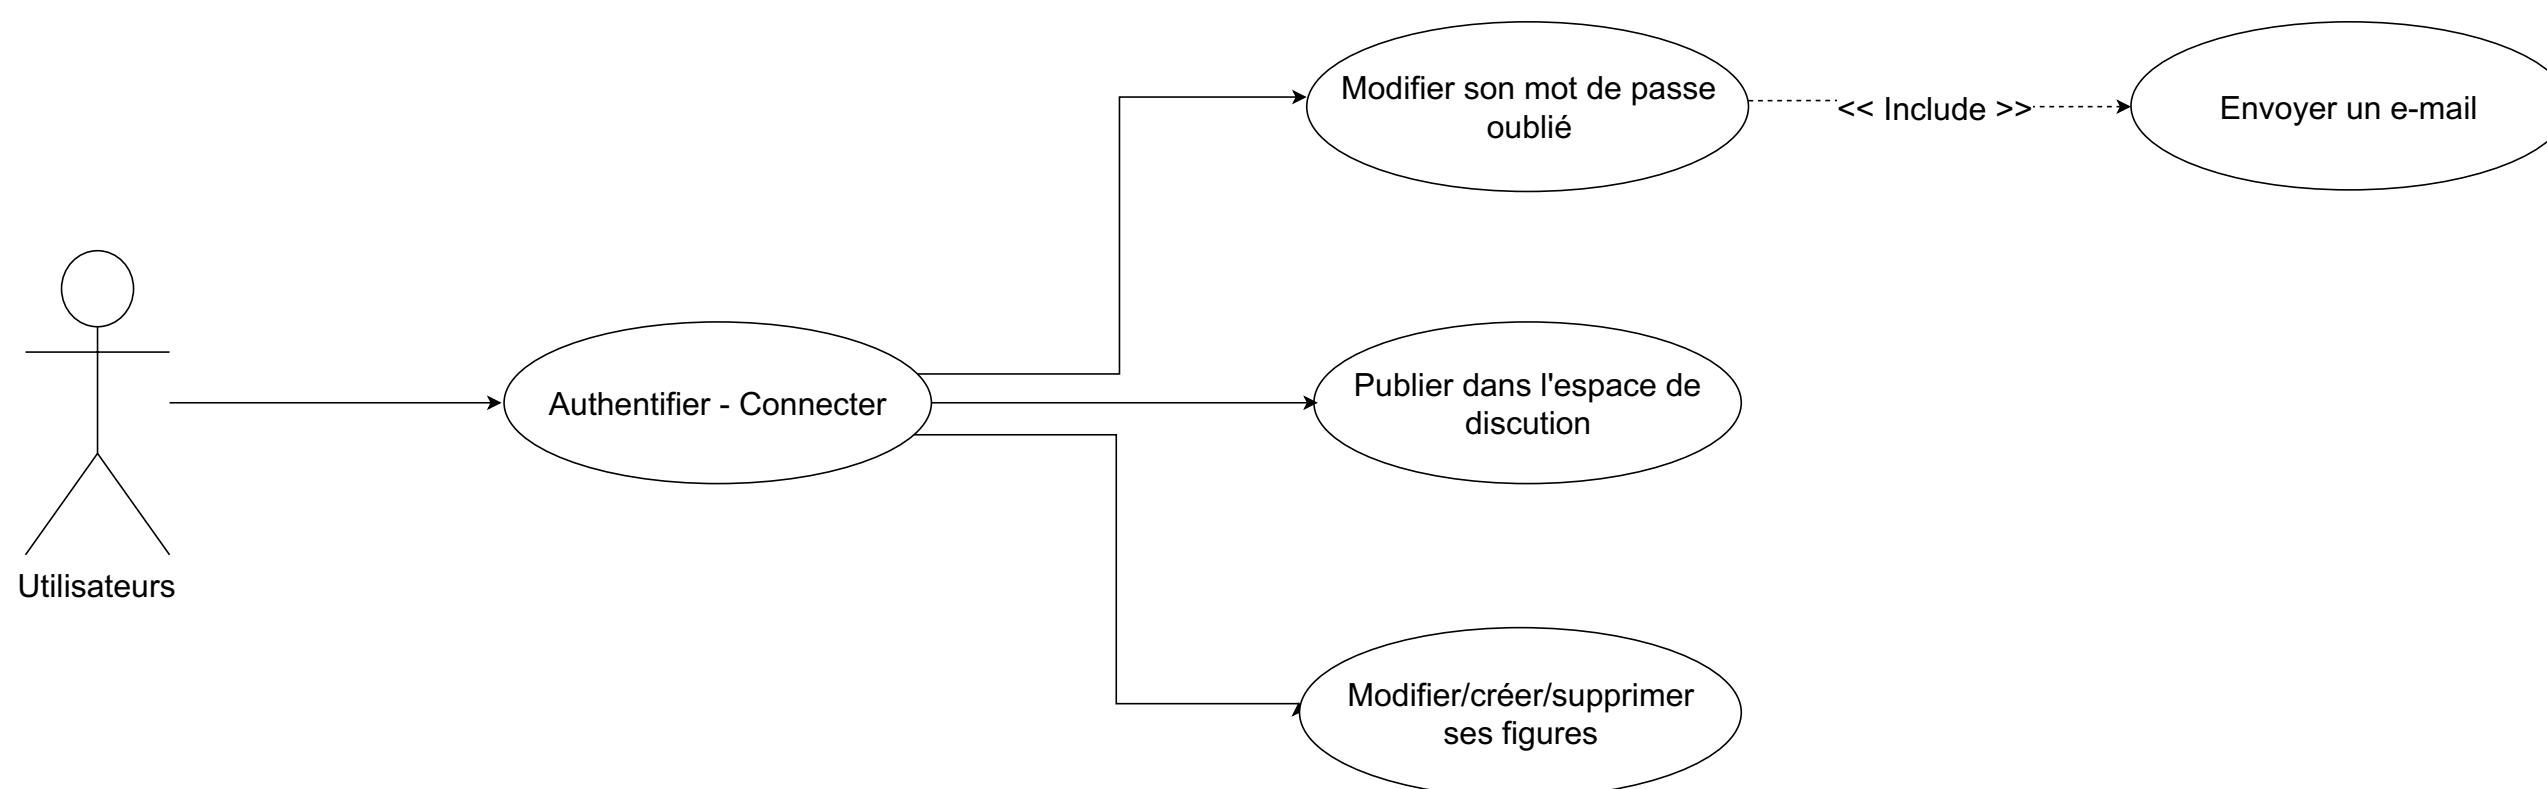 Modifier son mot de passe
oublié
<< Include >>
Envoyer un e-mail
Authentifier - Connecter
Publier dans l'espace de
discution
Utilisateurs
Modifier/créer/supprimer
ses figures